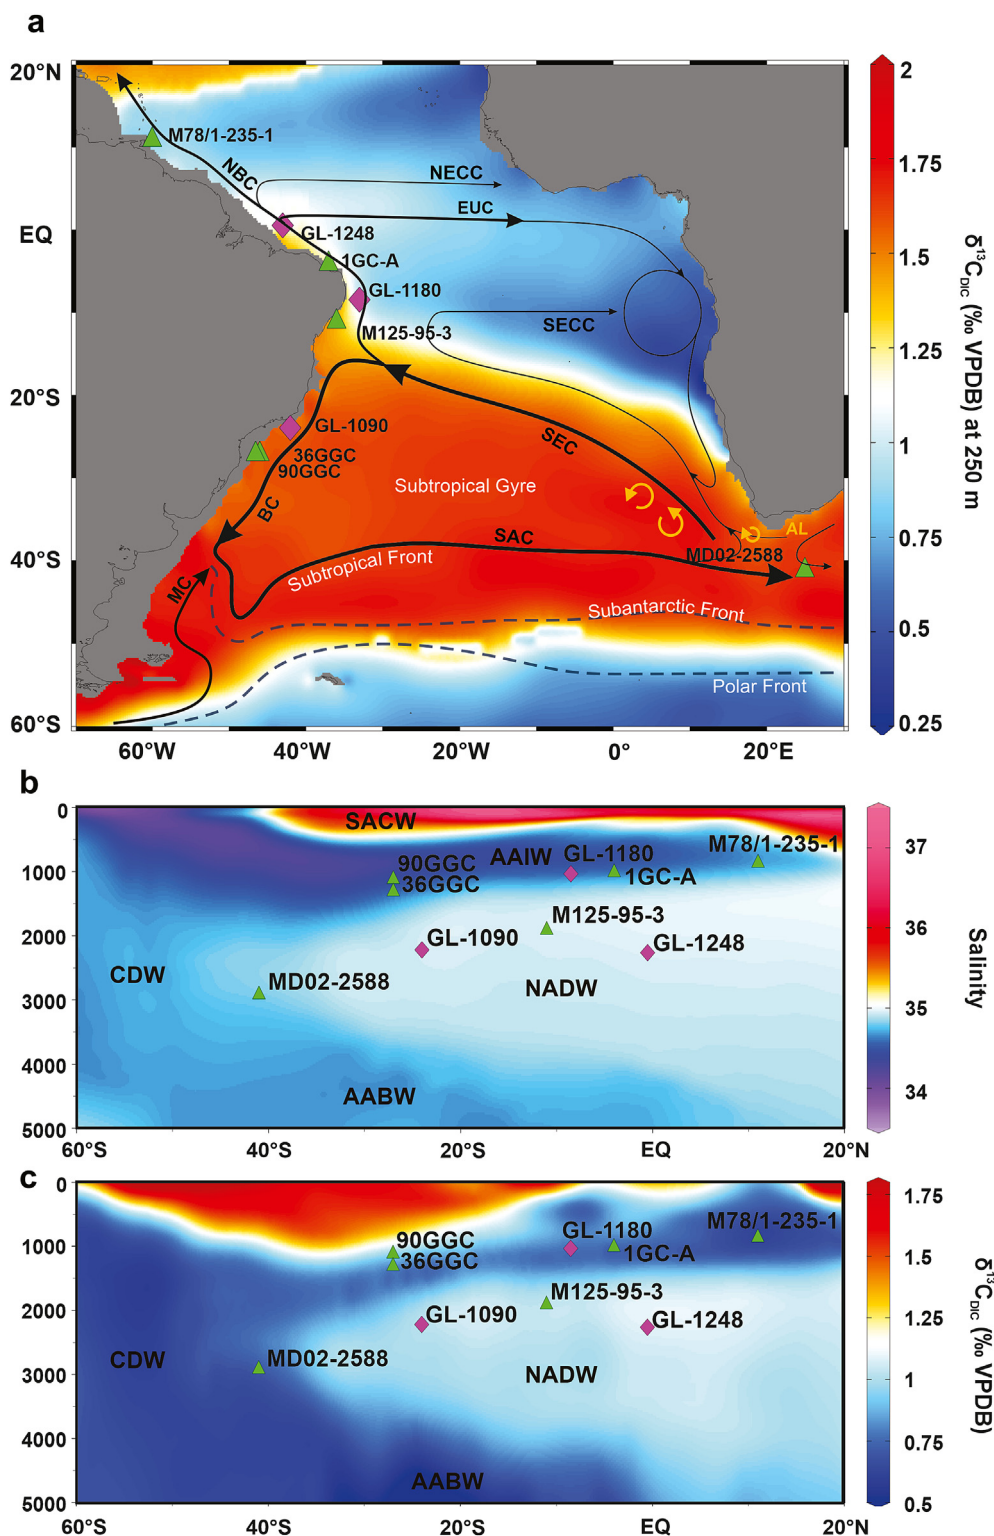 a
20°N
EQ
20°S
40°S
60°S
60°W
40°W
20°W
0°
20°E
M78/1-235-1
NBC
NECC
EUC
GL-1248
1GC-A
GL-1180
SECC
M125-95-3
GL-1090
36GGC
90GGC
SEC
BC
Subtropical Gyre
AL
SAC
MD02-2588
Subtropical Front
MC
Subantarctic Front
Polar Front
2
1.75
1.5
1.25
1
0.75
0.5
0.25
δ¹³C_DIC (‰ VPDB) at 250 m
b
0
1000
2000
3000
4000
5000
60°S
40°S
20°S
EQ
20°N
SACW
M78/1-235-1
90GGC
AAIW
GL-1180
36GGC
1GC-A
M125-95-3
GL-1090
GL-1248
CDW
MD02-2588
NADW
AABW
37
36
35
34
Salinity
c
0
1000
2000
3000
4000
5000
60°S
40°S
20°S
EQ
20°N
M78/1-235-1
90GGC
GL-1180
36GGC
1GC-A
M125-95-3
GL-1090
GL-1248
CDW
MD02-2588
NADW
AABW
1.75
1.5
1.25
1
0.75
0.5
δ¹³C_DIC (‰ VPDB)